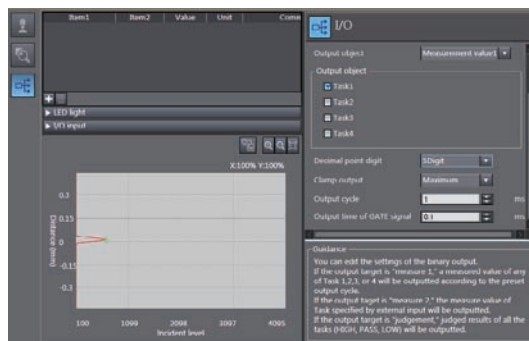 Item1 Item2 Value Unit Comm
LED light
I/O input
X:100% Y:100%
Distance (mm)
0.3
0.15
0
-0.15
-0.3
100 1099 2098 3097 4095
Incident level
I/O
Output object Measurement value1
Output object
Task1
Task2
Task3
Task4
Decimal point digit 5Digit
Clamp output Maximum
Output cycle 1 ms
Output time of GATE signal 0.1 ms
Guidance
You can edit the settings of the binary output.
If the output target is "measure 1," a measured value of any
of Task 1,2,3, or 4 will be outputted according to the preset
output cycle.
If the output target is "measure 2," the measure value of
Task specified by external input will be outputted.
If the output target is "judgement," judged results of all the
tasks (HIGH, PASS, LOW) will be outputted.